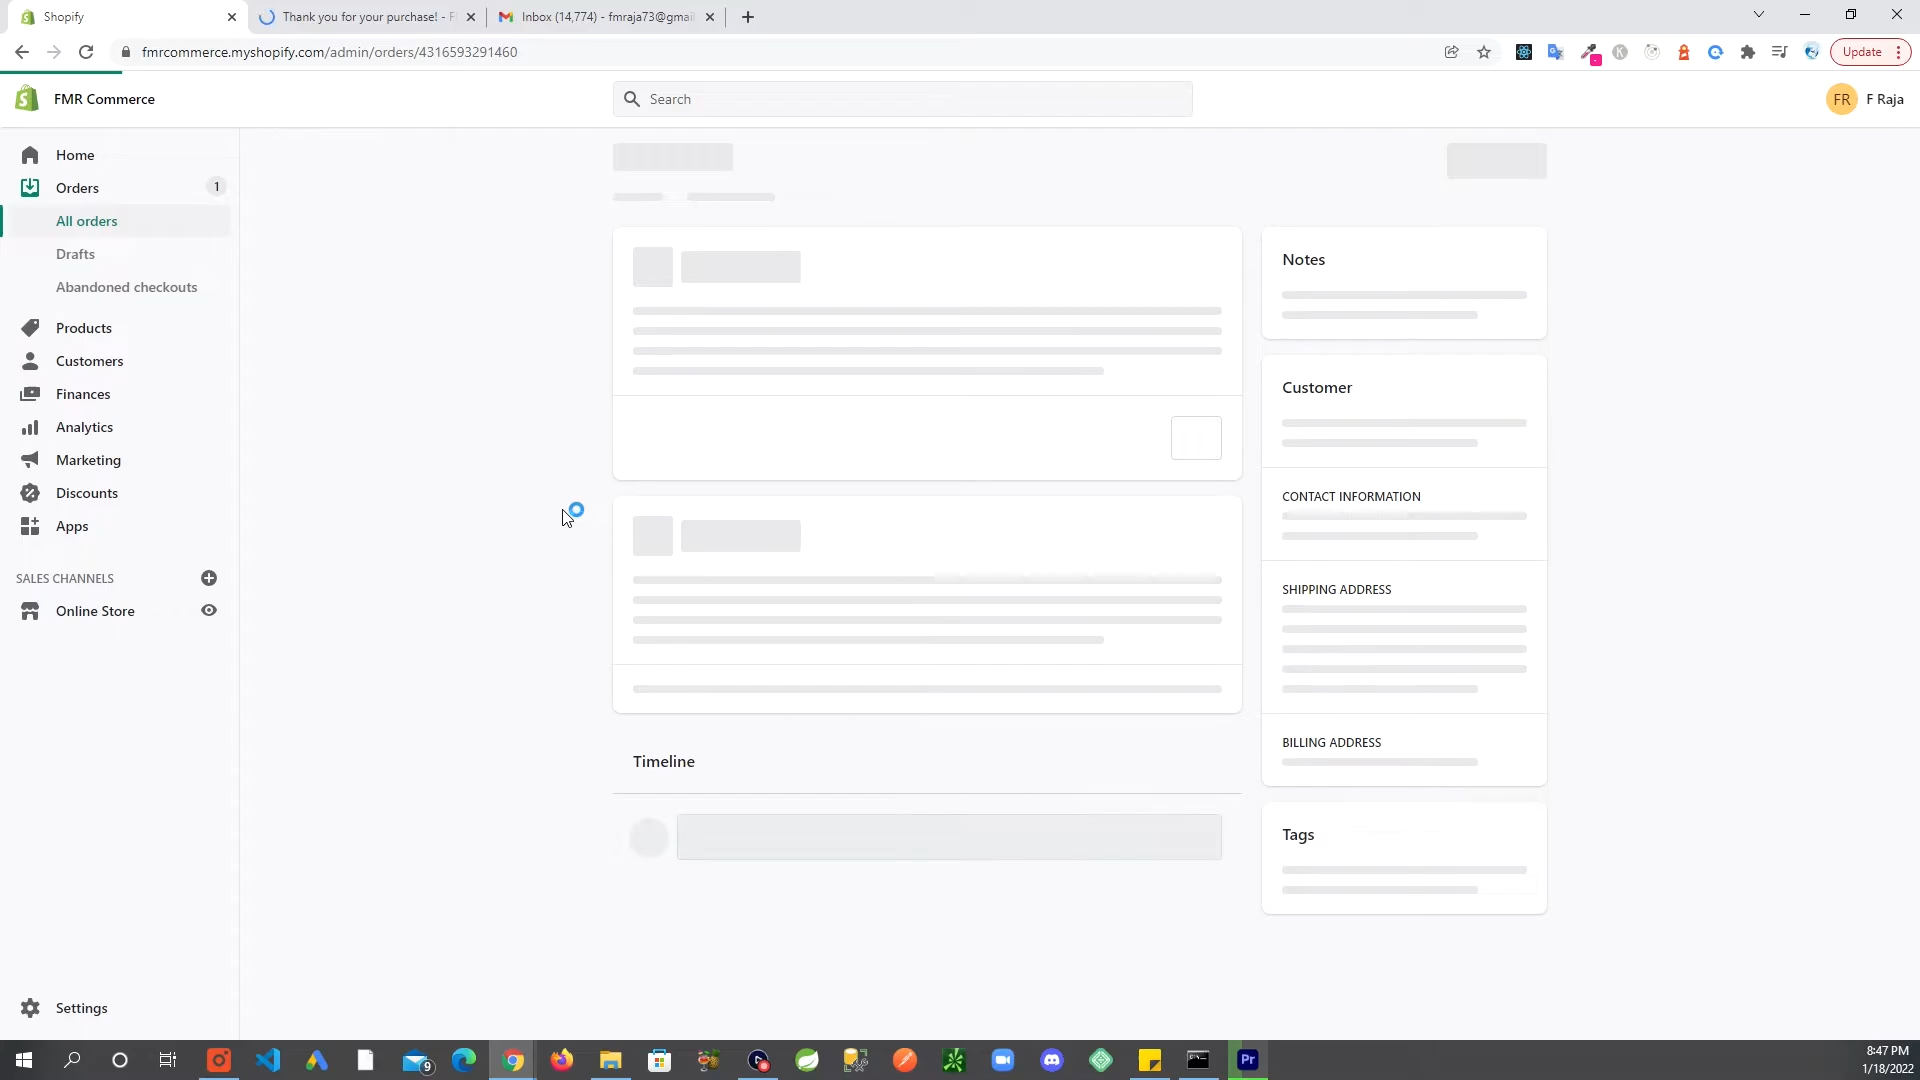 Shopify
Thank you for your purchase! - F
Inbox (14,774) - fmraja73@gmai
fmrcommerce.myshopify.com/admin/orders/4316593291460
Update
FMR Commerce
Search
FR
F Raja
Home
Orders
1
All orders
Drafts
Abandoned checkouts
Products
Customers
Finances
Analytics
Marketing
Discounts
Apps
SALES CHANNELS
Online Store
Settings
Timeline
Notes
Customer
CONTACT INFORMATION
SHIPPING ADDRESS
BILLING ADDRESS
Tags
9
Pr
8:47 PM
1/18/2022